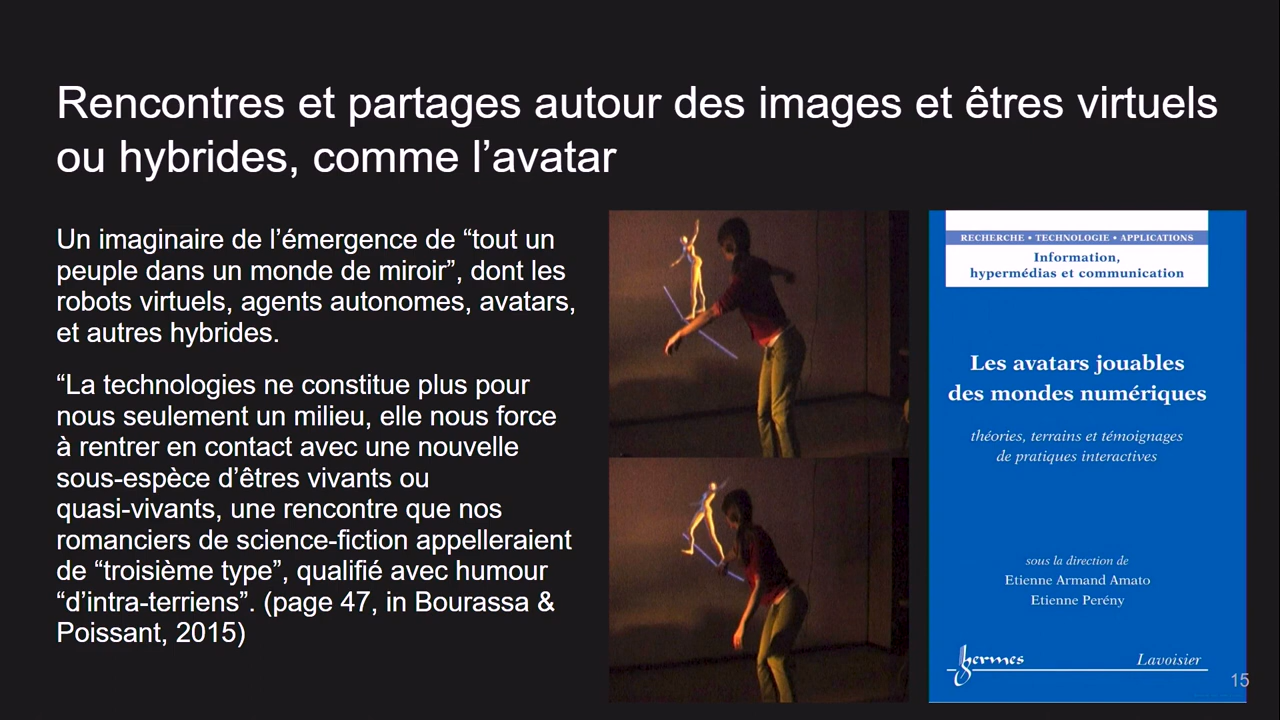 Rencontres et partages autour des images et êtres virtuels
ou hybrides, comme l’avatar
Un imaginaire de l’émergence de “tout un
peuple dans un monde de miroir”, dont les
robots virtuels, agents autonomes, avatars,
et autres hybrides.
“La technologies ne constitue plus pour
nous seulement un milieu, elle nous force
à rentrer en contact avec une nouvelle
sous-espèce d’êtres vivants ou
quasi-vivants, une rencontre que nos
romanciers de science-fiction appelleraient
de “troisième type”, qualifié avec humour
“d’intra-terriens”. (page 47, in Bourassa &
Poissant, 2015)
RECHERCHE • TECHNOLOGIE • APPLICATIONS
Information,
hypermédias et communication
Les avatars jouables
des mondes numériques
théories, terrains et témoignages
de pratiques interactives
sous la direction de
Etienne Armand Amato
Etienne Perény
hermes
Lavoisier
15